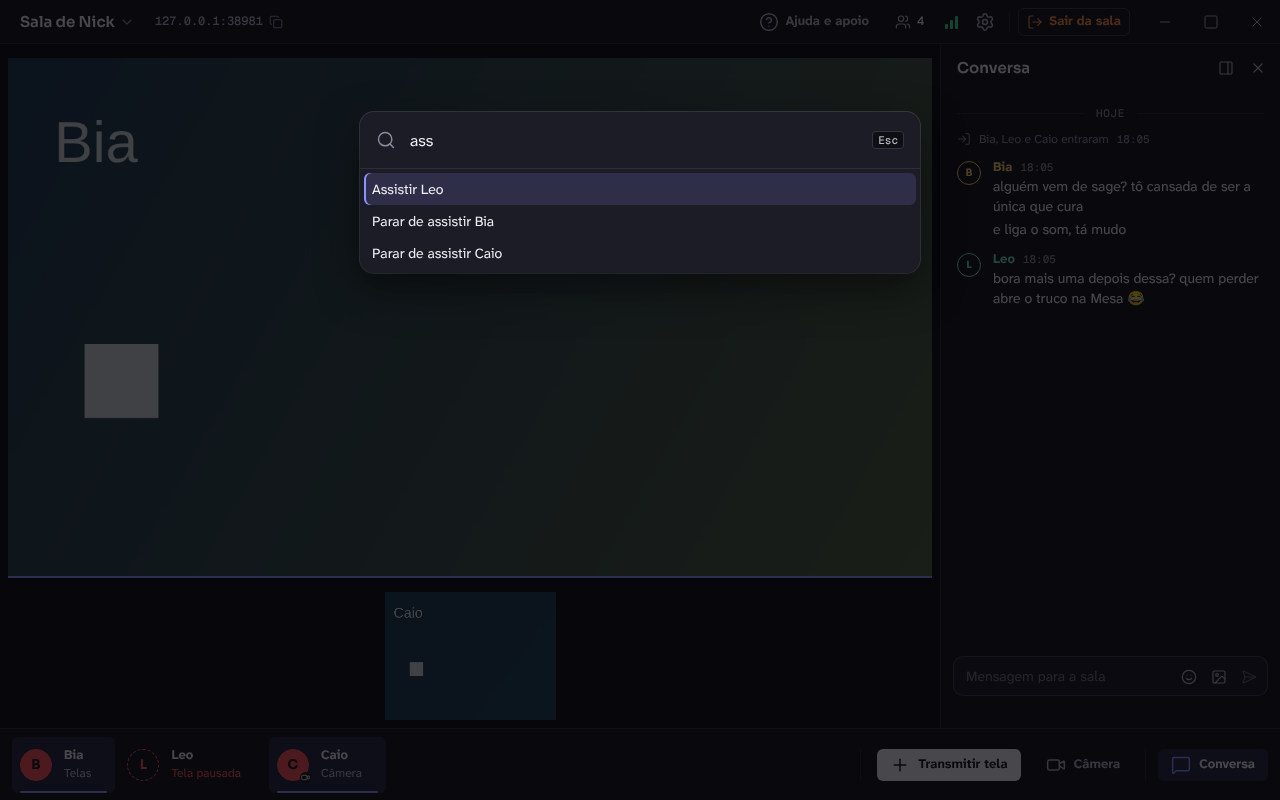 Sala de Nick
127.0.0.1:38981
Ajuda e apoio
4
Sair da sala
Bia
ass
Esc
Assistir Leo
Parar de assistir Bia
Parar de assistir Caio
Caio
Conversa
HOJE
Bia, Leo e Caio entraram 18:05
B
Bia 18:05
alguém vem de sage? tô cansada de ser a
única que cura
e liga o som, tá mudo
L
Leo 18:05
bora mais uma depois dessa? quem perder
abre o truco na Mesa 😂
Mensagem para a sala
B
Bia
Telas
L
Leo
Tela pausada
C
Caio
Câmera
Transmitir tela
Câmera
Conversa